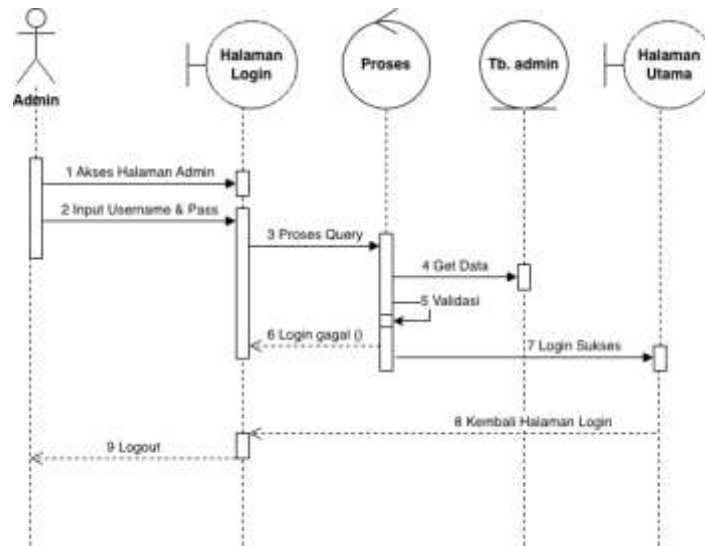 Halaman
Login
Proses
Tb. admin
Halaman
Utama
Admin
1 Akses Halaman Admin
2 Input Username & Pass
3 Proses Query
4 Get Data
5 Validasi
6 Login gagal ()
7 Login Sukses
8 Kembali Halaman Login
9 Logout